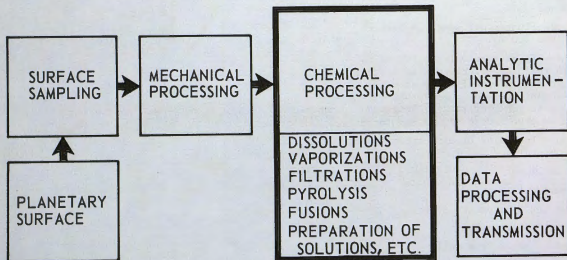 SURFACE
SAMPLING
MECHANICAL
PROCESSING
CHEMICAL
PROCESSING
DISSOLUTIONS
VAPORIZATIONS
FILTRATIONS
PYROLYSIS
FUSIONS
PREPARATION OF
SOLUTIONS, ETC.
ANALYTIC
INSTRUMEN-
TATION
PLANETARY
SURFACE
DATA
PROCESSING
AND
TRANSMISSION